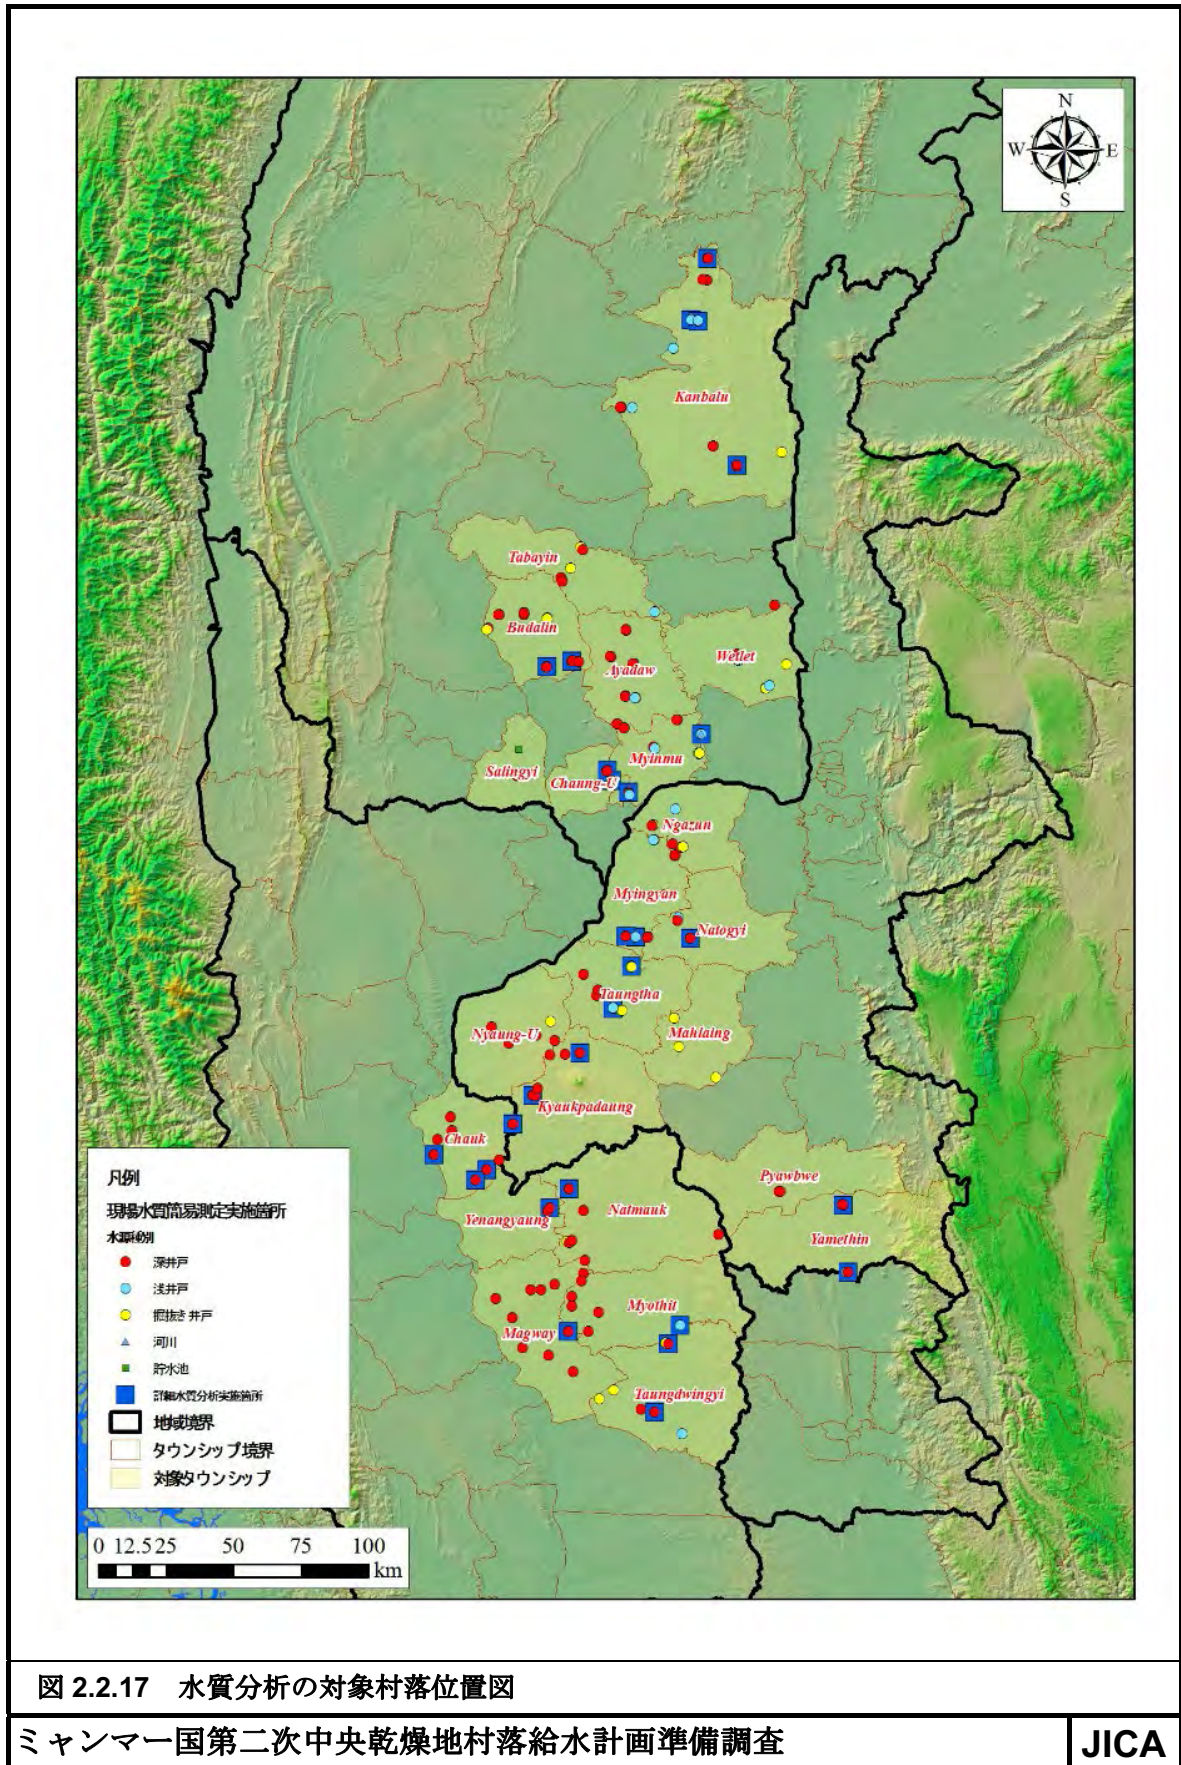 N
W
E
S
Kanbalu
Tabayin
Budalin
Ayadaw
Wetlet
Salingyi
Chaung-U
Myinmu
Ngazun
Myingyan
Natogyi
Taungtha
Nyaung-U
Mahlaing
Kyaukpadaung
Chauk
Pyawbwe
Yenangyaung
Natmauk
Yamethin
Myothit
Magway
Taungdwingyi
凡例
現場水質簡易測定実施箇所
水源種別
深井戸
浅井戸
掘抜き井戸
河川
貯水池
詳細水質分析実施箇所
地域境界
タウンシップ境界
対象タウンシップ
0 12.525 50 75 100
km
図 2.2.17 水質分析の対象村落位置図
ミャンマー国第二次中央乾燥地村落給水計画準備調査
JICA